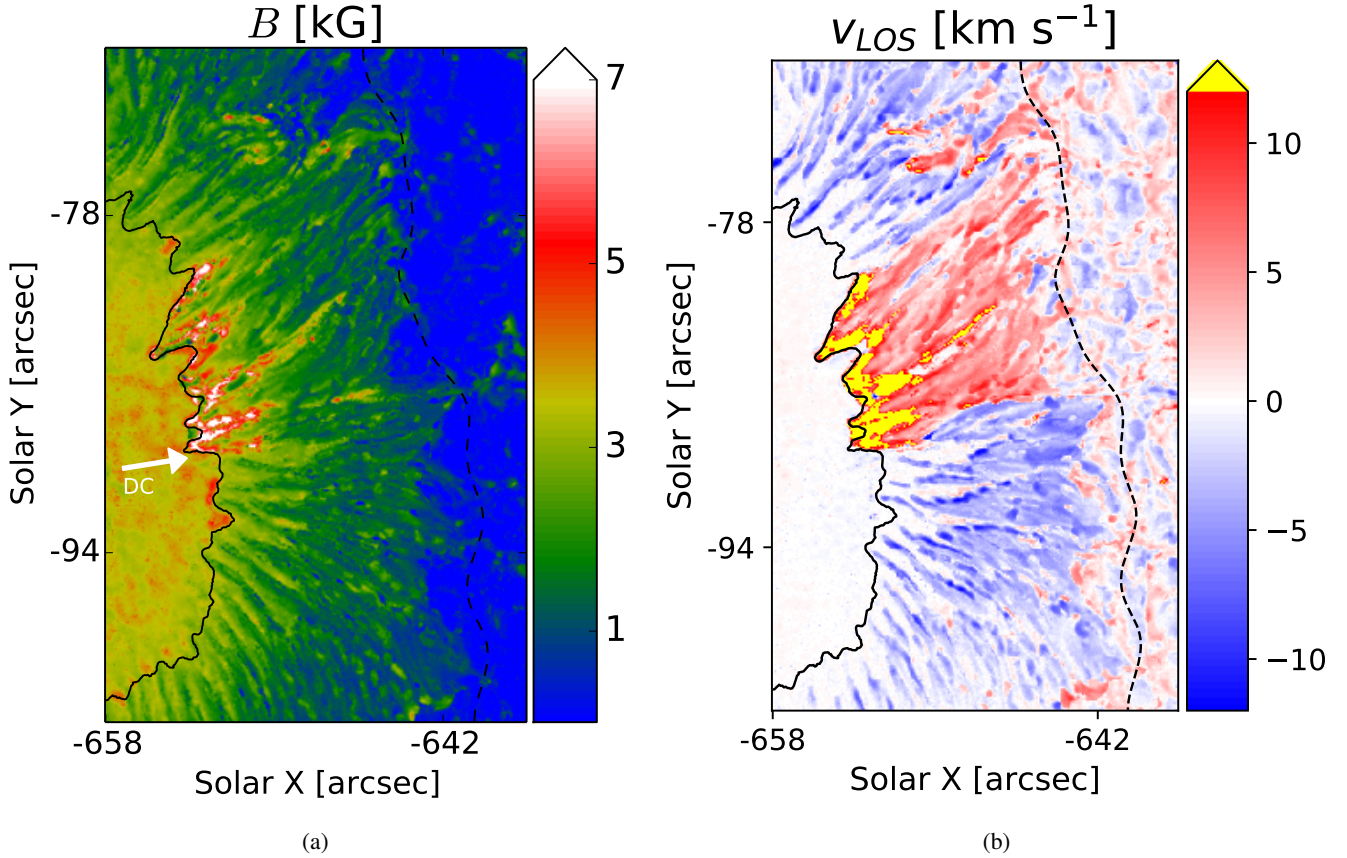 B [kG]
7
5
3
1
-78
-94
-658
-642
Solar X [arcsec]
Solar Y [arcsec]
DC
(a)
v_LOS [km s⁻¹]
10
5
0
−5
−10
-78
-94
-658
-642
Solar X [arcsec]
Solar Y [arcsec]
(b)